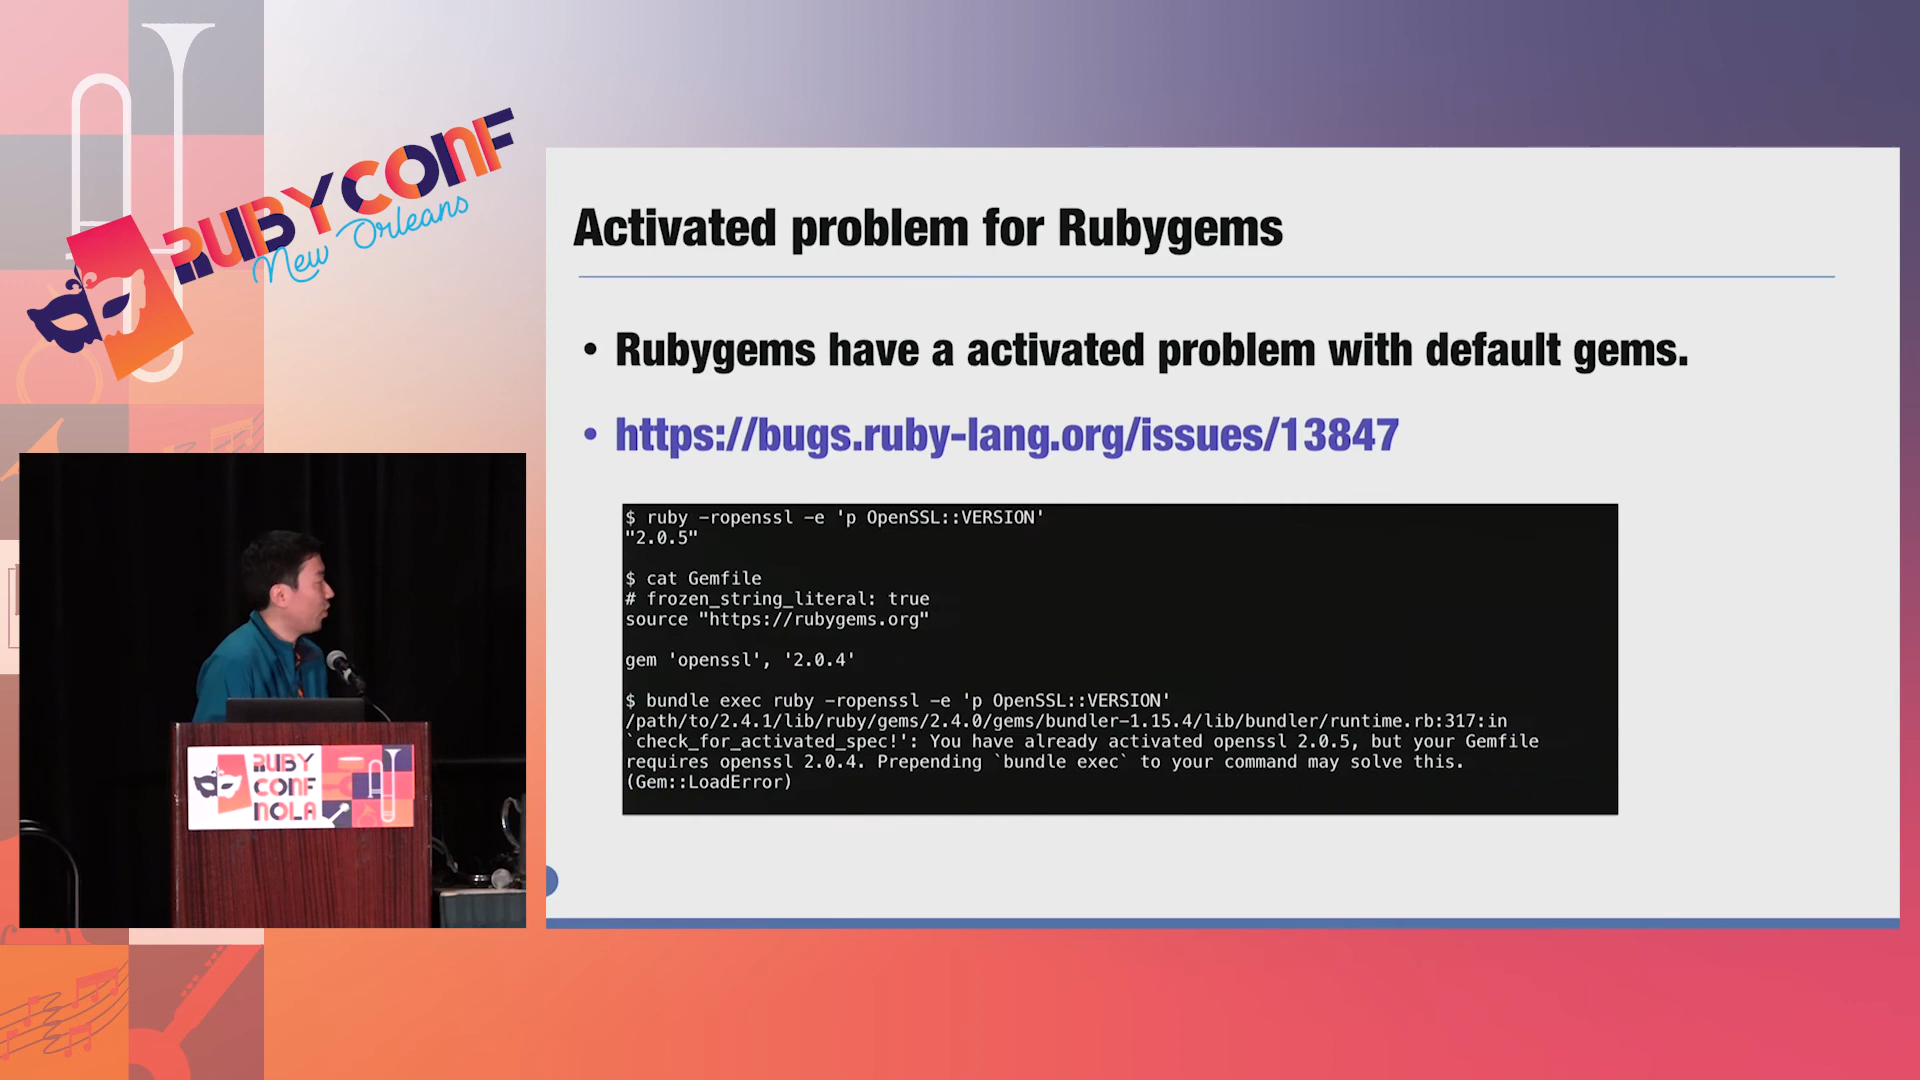 RUBYCONF
New Orleans
Activated problem for Rubygems
• Rubygems have a activated problem with default gems.
• https://bugs.ruby-lang.org/issues/13847
$ ruby -ropenssl -e 'p OpenSSL::VERSION'
"2.0.5"
$ cat Gemfile
# frozen_string_literal: true
source "https://rubygems.org"
gem 'openssl', '2.0.4'
$ bundle exec ruby -ropenssl -e 'p OpenSSL::VERSION'
/path/to/2.4.1/lib/ruby/gems/2.4.0/gems/bundler-1.15.4/lib/bundler/runtime.rb:317:in
`check_for_activated_spec!': You have already activated openssl 2.0.5, but your Gemfile
requires openssl 2.0.4. Prepending `bundle exec` to your command may solve this.
(Gem::LoadError)
RUBY
CONF
NOLA